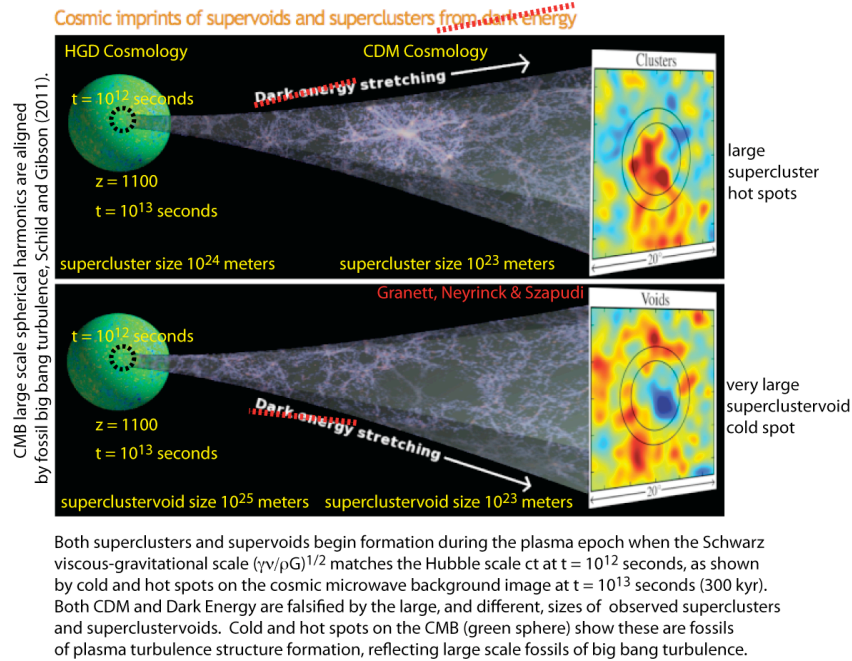 Cosmic imprints of supervoids and superclusters from dark energy
CMB large scale spherical harmonics are aligned
by fossil big bang turbulence, Schild and Gibson (2011).
HGD Cosmology
CDM Cosmology
t = 10¹² seconds
Dark energy stretching
Clusters
z = 1100
t = 10¹³ seconds
supercluster size 10²⁴ meters
supercluster size 10²³ meters
20°
large
supercluster
hot spots
Granett, Neyrinck & Szapudi
Voids
t = 10¹² seconds
Dark energy stretching
z = 1100
t = 10¹³ seconds
superclustervoid size 10²⁵ meters
superclustervoid size 10²³ meters
20°
very large
superclustervoid
cold spot
Both superclusters and supervoids begin formation during the plasma epoch when the Schwarz
viscous-gravitational scale (γν/ρG)¹/² matches the Hubble scale ct at t = 10¹² seconds, as shown
by cold and hot spots on the cosmic microwave background image at t = 10¹³ seconds (300 kyr).
Both CDM and Dark Energy are falsified by the large, and different, sizes of observed superclusters
and superclustervoids. Cold and hot spots on the CMB (green sphere) show these are fossils
of plasma turbulence structure formation, reflecting large scale fossils of big bang turbulence.